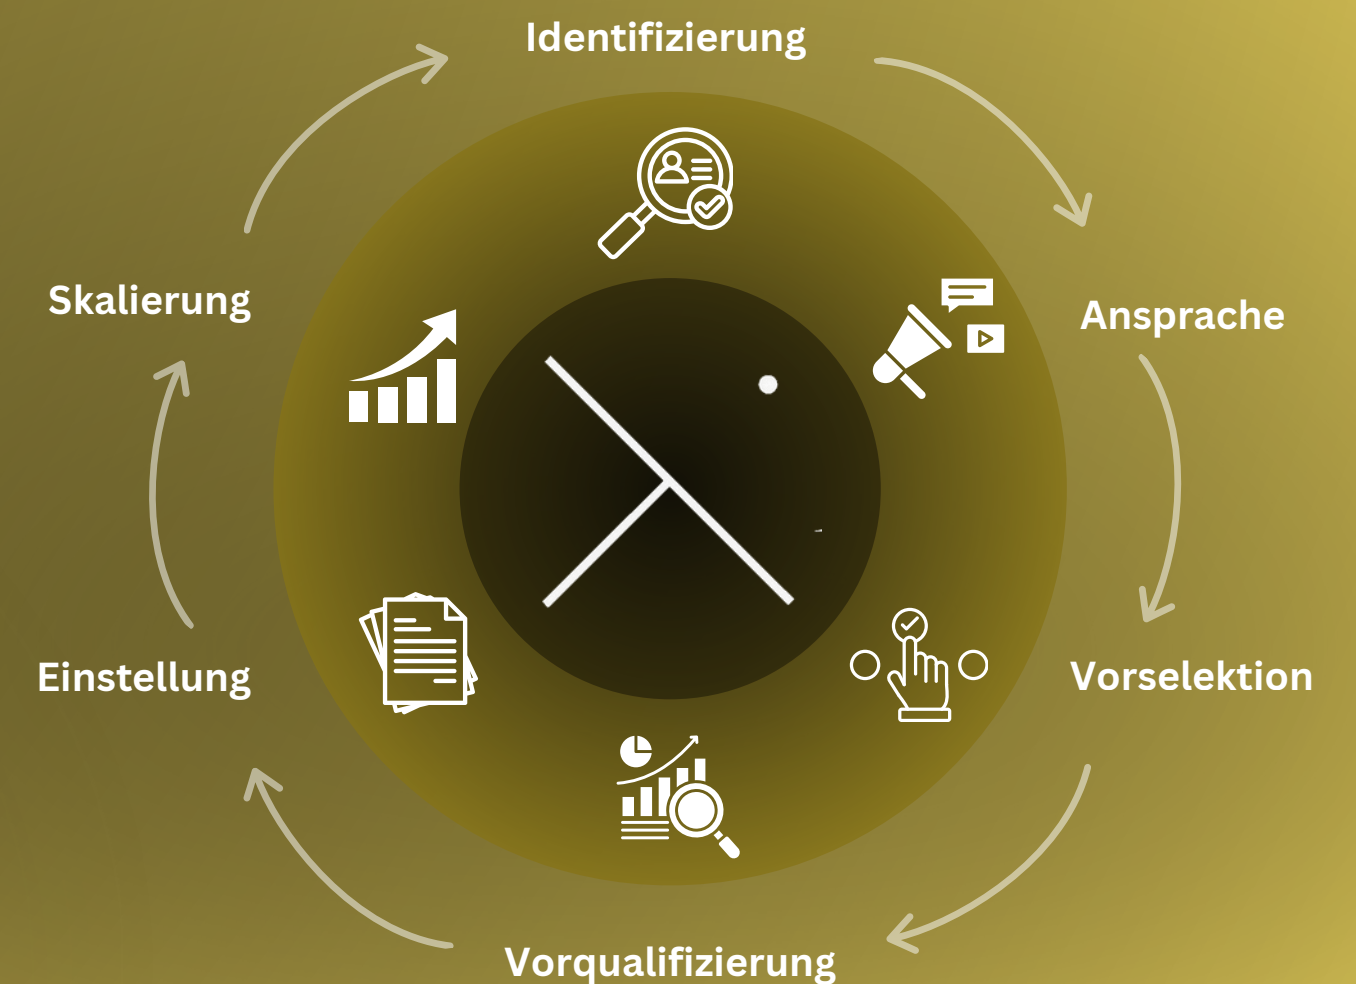 Identifizierung
Ansprache
Vorselektion
Vorqualifizierung
Einstellung
Skalierung